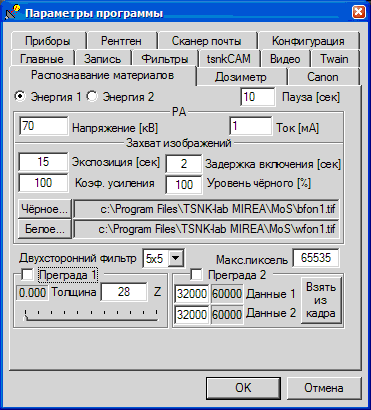 Параметры программы
Приборы Рентген Сканер почты Конфигурация
Главные Запись Фильтры tsnkCAM Видео Twain
Распознавание материалов Дозиметр Canon
Энергия 1 Энергия 2 10 Пауза [сек]
РА
70 Напряжение [кВ] 1 Ток [мА]
Захват изображений
15 Экспозиция [сек] 2 Задержка включения [сек]
100 Коэф. усиления 100 Уровень чёрного [%]
Чёрное... c:\Program Files\TSNK-lab MIREA\MoS\bfon1.tif
Белое... c:\Program Files\TSNK-lab MIREA\MoS\wfon1.tif
Двухсторонний фильтр 5x5 Макс.пиксель 65535
Преграда 1 Преграда 2
0.000 Толщина 28 Z
32000 60000 Данные 1
32000 60000 Данные 2
Взять
из
кадра
OK Отмена